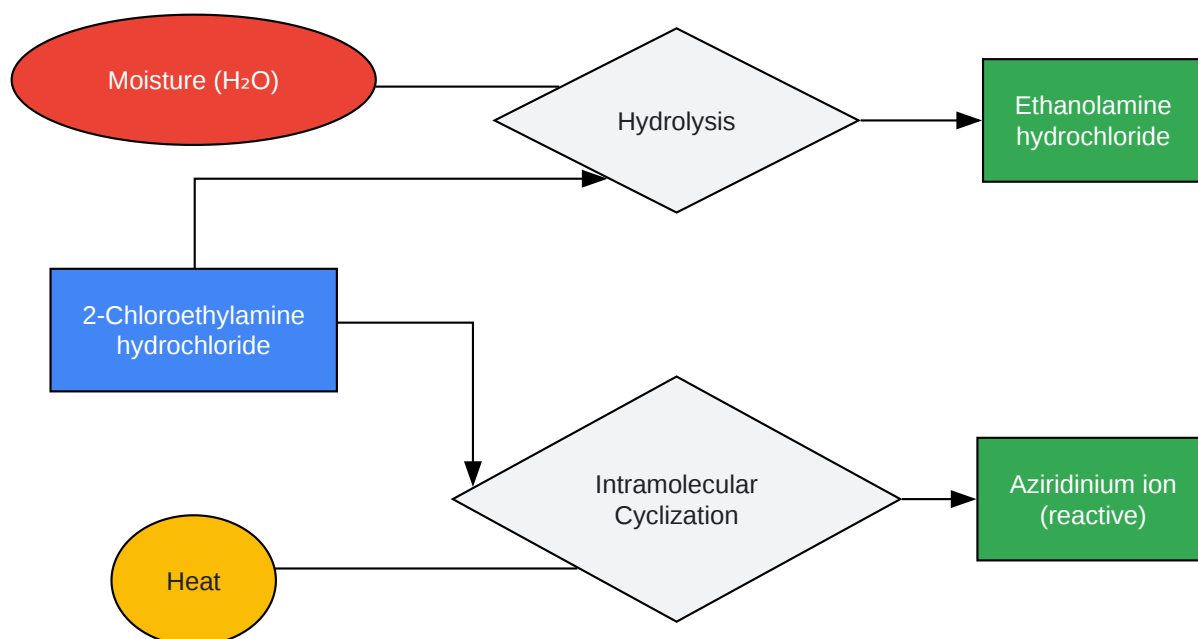 Moisture (H₂O)
Hydrolysis
Ethanolamine
hydrochloride
2-Chloroethylamine
hydrochloride
Intramolecular
Cyclization
Aziridinium ion
(reactive)
Heat